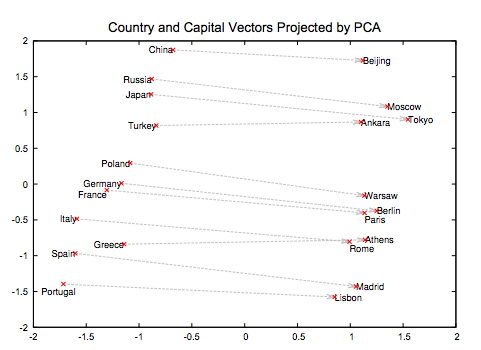 Country and Capital Vectors Projected by PCA
2
1.5
1
0.5
0
-0.5
-1
-1.5
-2
-2
-1.5
-1
-0.5
0
0.5
1
1.5
2
China
Beijing
Russia
Moscow
Japan
Tokyo
Turkey
Ankara
Poland
Warsaw
Germany
Berlin
France
Paris
Italy
Rome
Greece
Athens
Spain
Madrid
Portugal
Lisbon